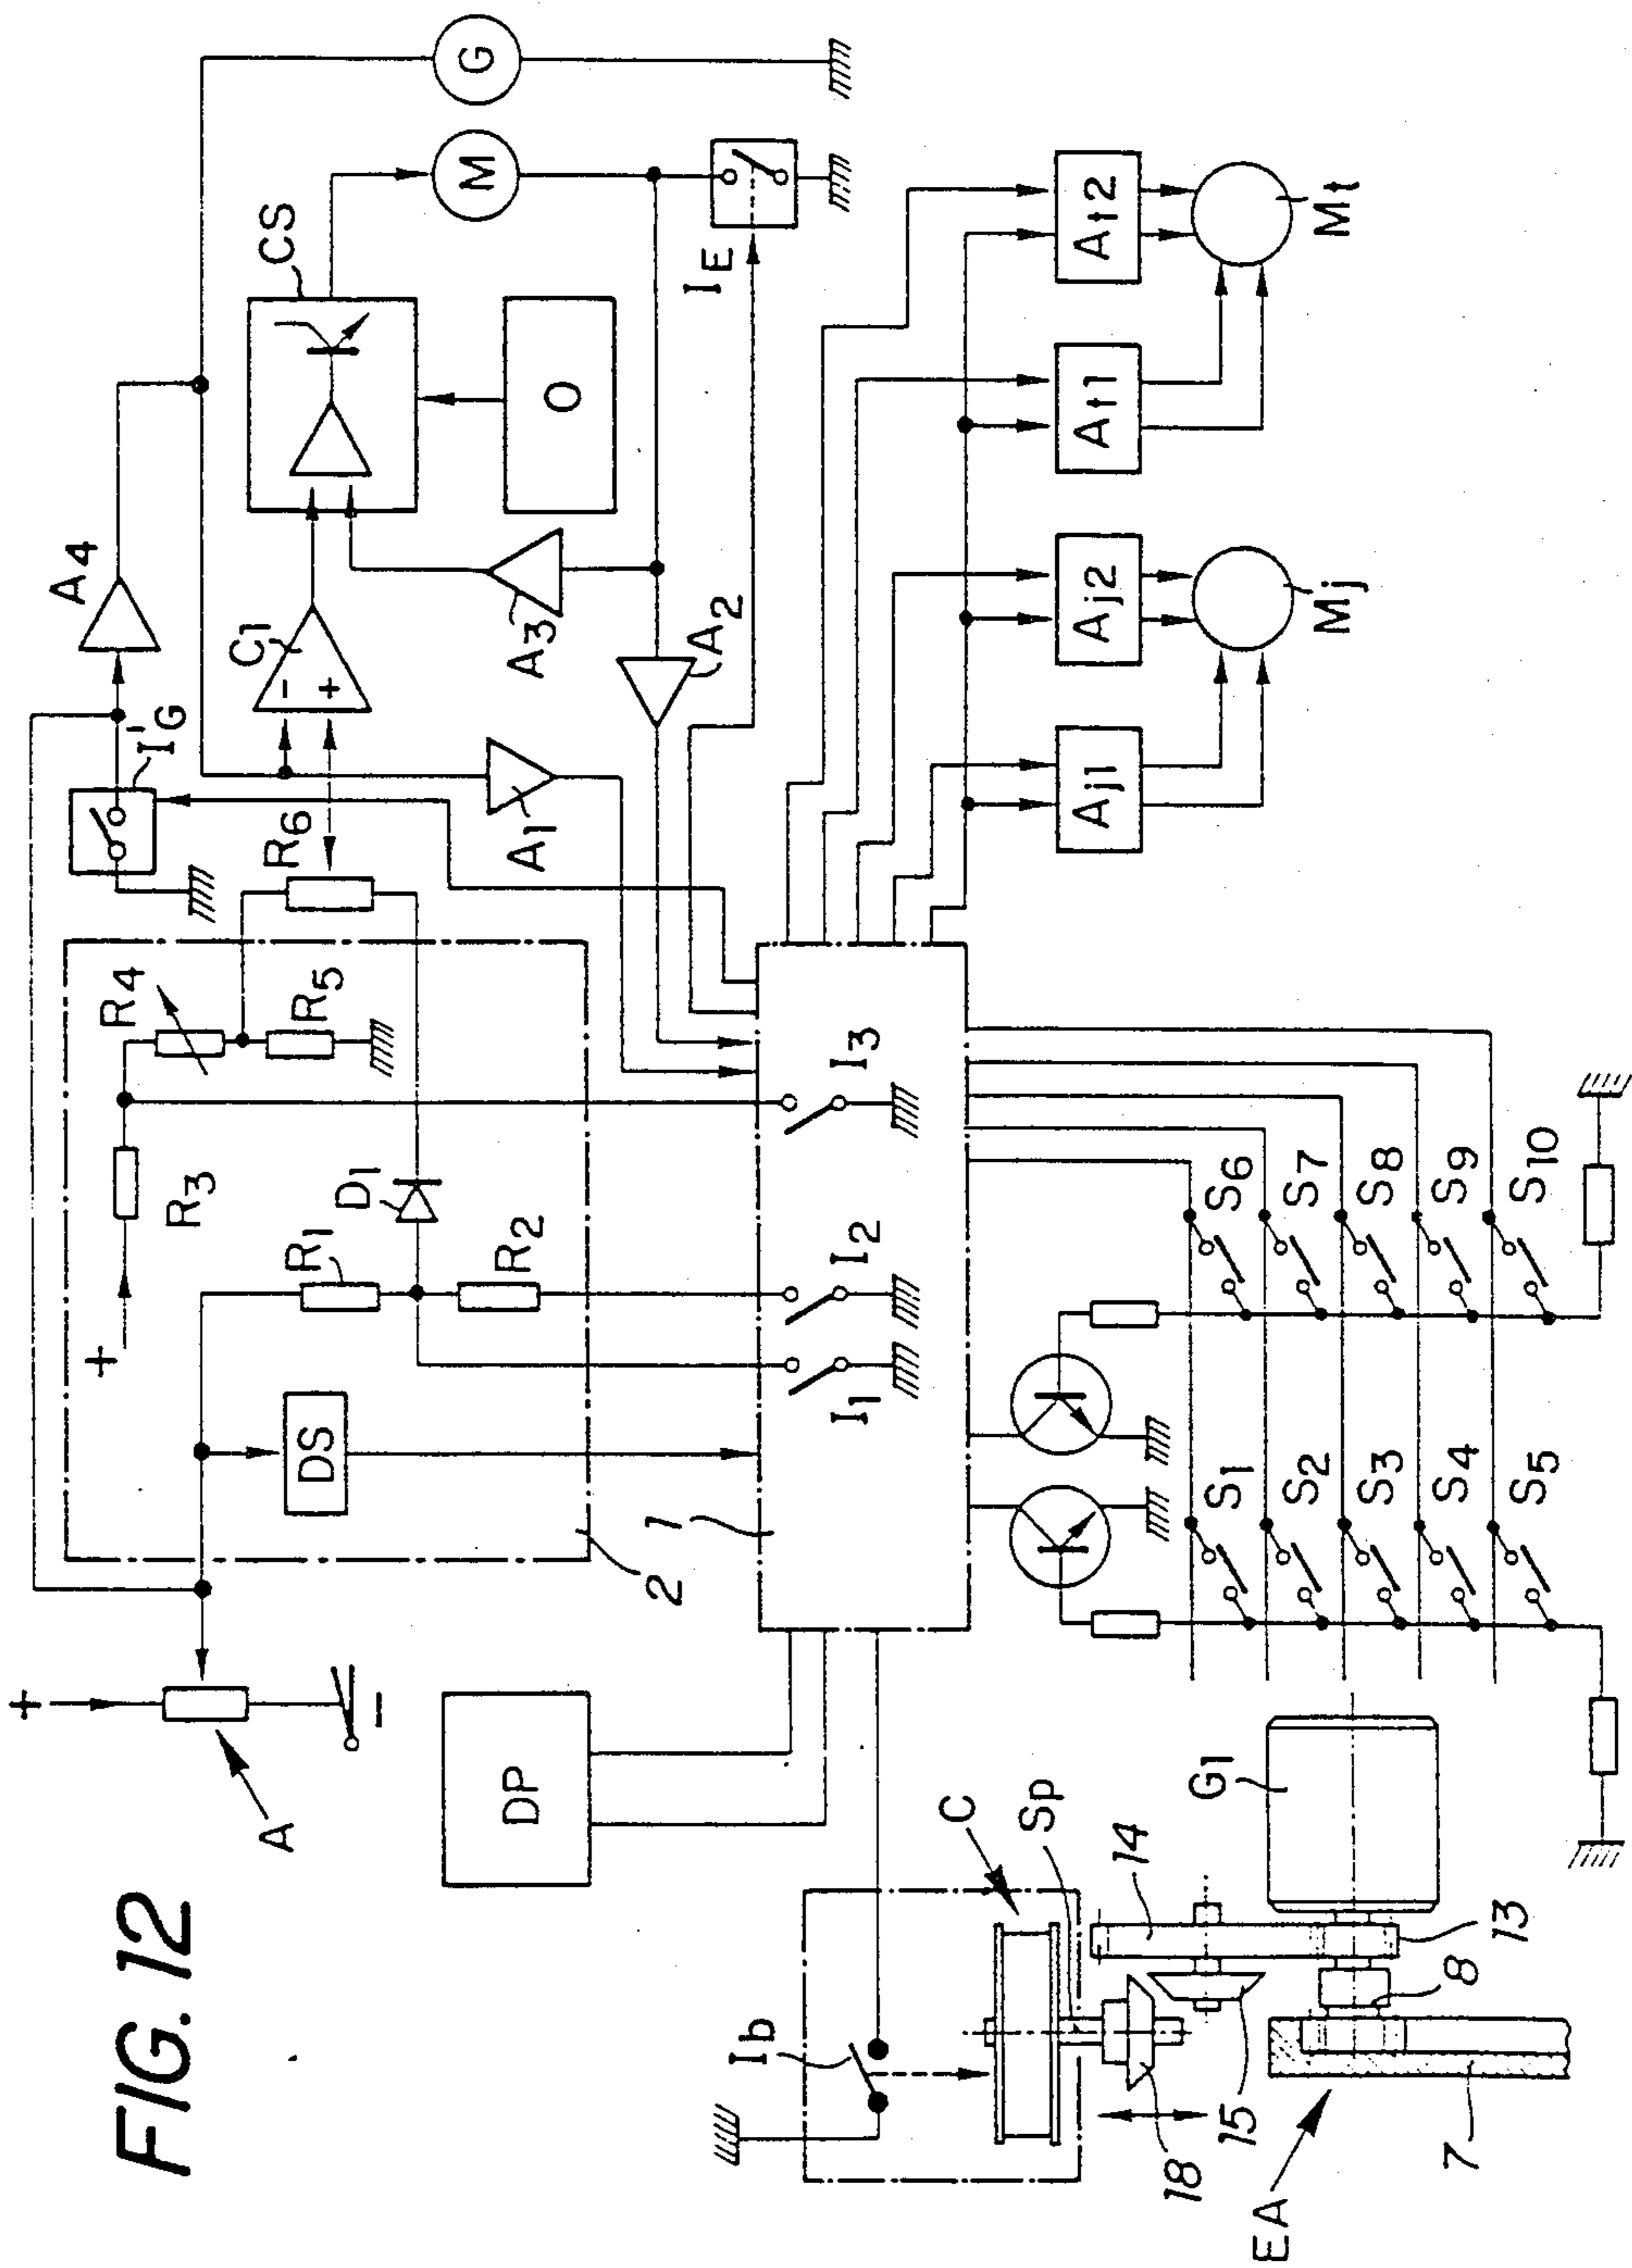 FIG. 12
A
+
−
2
DS
+
R3
R1
D1
R2
R4
R5
R6
I'G
A4
C1
−
+
CS
O
M
G
IE
A3
A2
A1
DP
1
I1
I2
I3
Ib
C
Sp
14
18
15
EA
7
8
13
G1
S1
S2
S3
S4
S5
S6
S7
S8
S9
S10
Aj1
Aj2
At1
At2
Mj
Mt